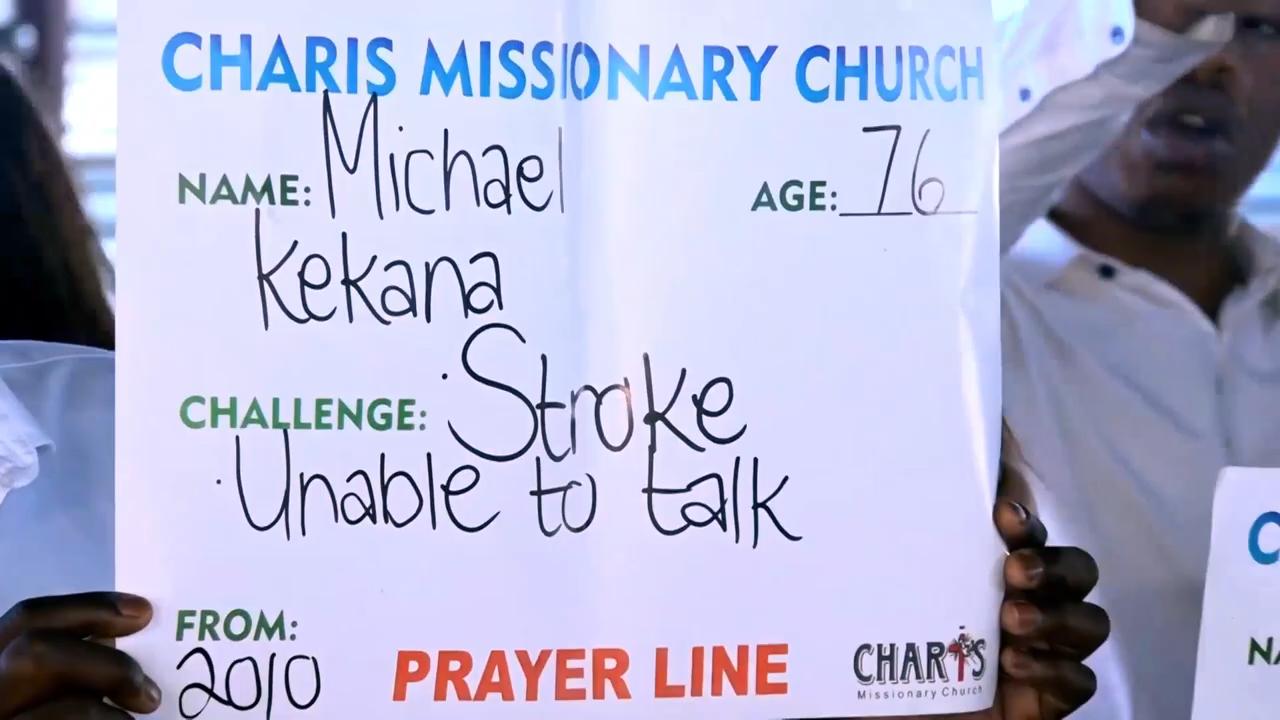 CHARIS MISSIONARY CHURCH
NAME: Michael AGE: 76
Kekana
CHALLENGE: · Stroke
· Unable to talk
FROM:
2010
PRAYER LINE
CHARIS
Missionary Church
C
NA